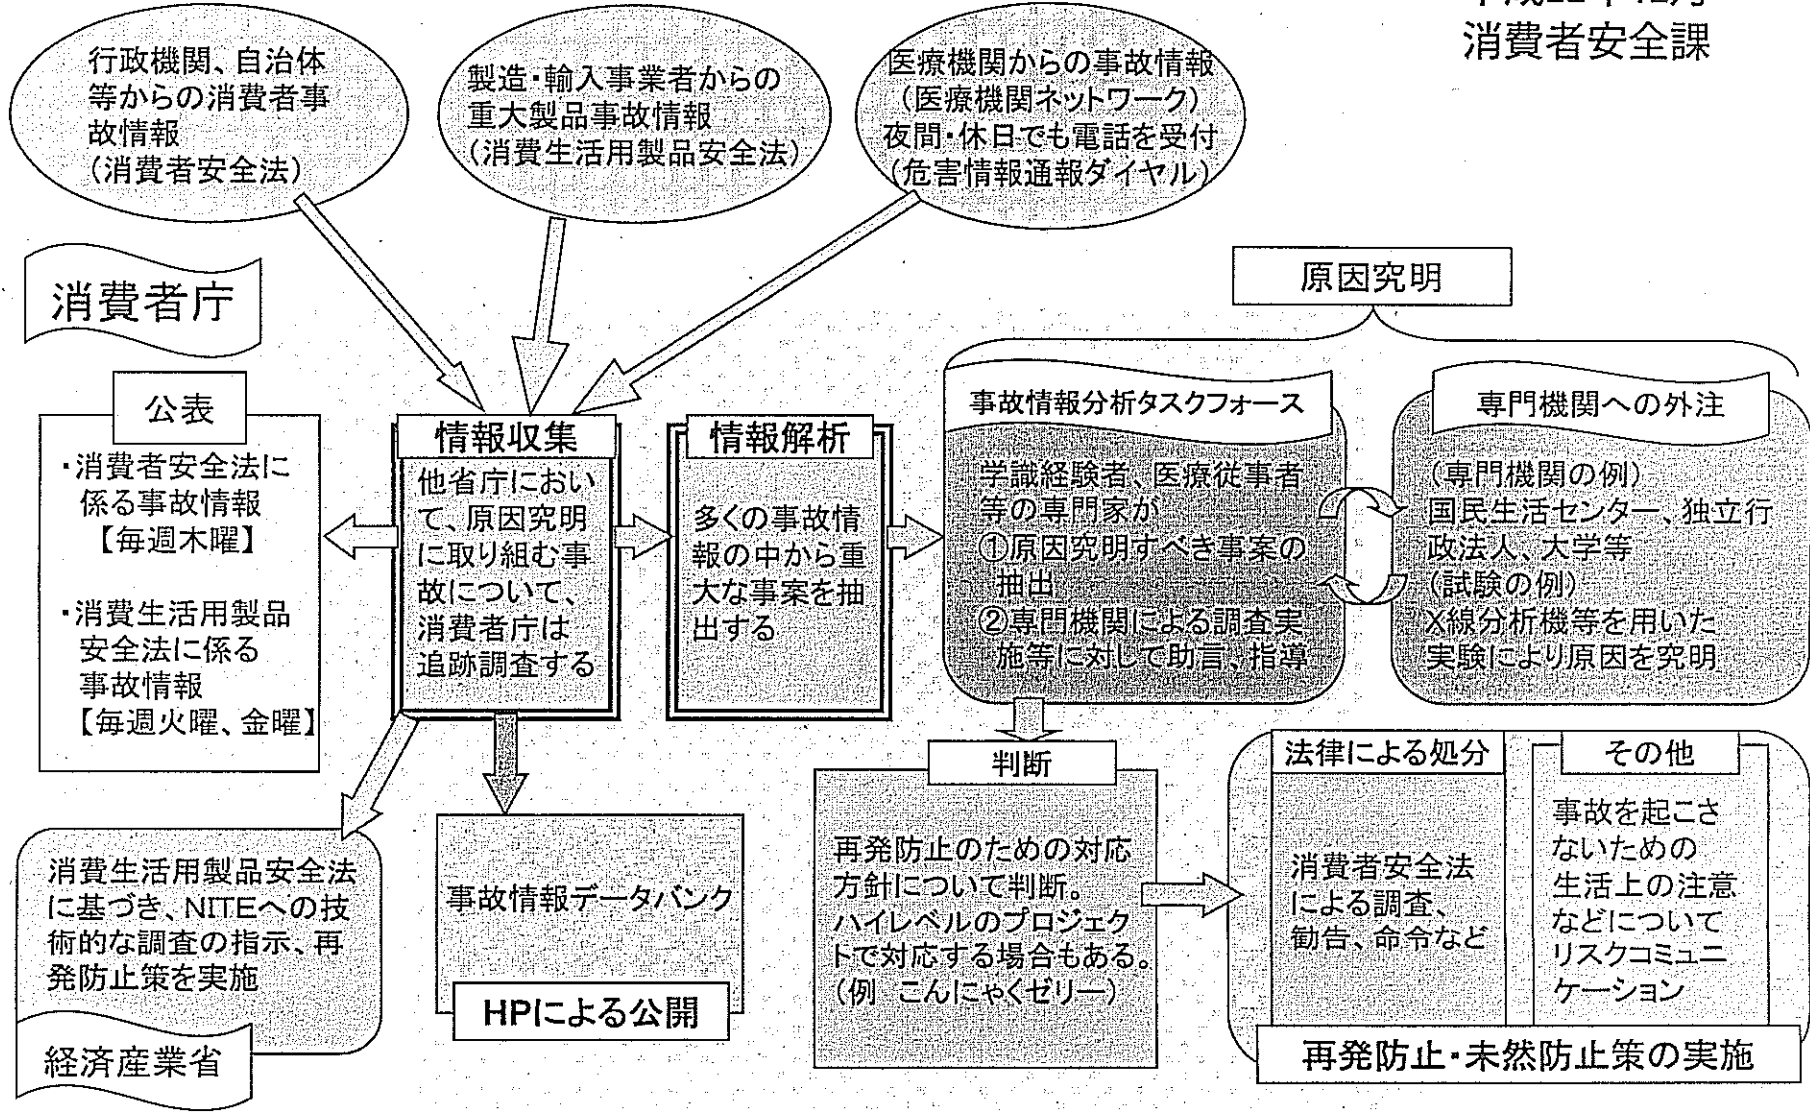 消費者安全課
行政機関、自治体
等からの消費者事
故情報
(消費者安全法)
製造・輸入事業者からの
重大製品事故情報
(消費生活用製品安全法)
医療機関からの事故情報
(医療機関ネットワーク)
夜間・休日でも電話を受付
(危害情報通報ダイヤル)
消費者庁
原因究明
公表
・消費者安全法に
係る事故情報
【毎週木曜】
・消費生活用製品
安全法に係る
事故情報
【毎週火曜、金曜】
情報収集
他省庁におい
て、原因究明
に取り組む事
故について、
消費者庁は
追跡調査する
情報解析
多くの事故情
報の中から重
大な事案を抽
出する
事故情報分析タスクフォース
学識経験者、医療従事者
等の専門家が
①原因究明すべき事案の
抽出
②専門機関による調査実
施等に対して助言、指導
専門機関への外注
(専門機関の例)
国民生活センター、独立行
政法人、大学等
(試験の例)
X線分析機等を用いた
実験により原因を究明
消費生活用製品安全法
に基づき、NITEへの技
術的な調査の指示、再
発防止策を実施
経済産業省
事故情報データバンク
HPによる公開
判断
再発防止のための対応
方針について判断。
ハイレベルのプロジェク
トで対応する場合もある。
(例 こんにゃくゼリー)
法律による処分
消費者安全法
による調査、
勧告、命令など
その他
事故を起こさ
ないための
生活上の注意
などについて
リスクコミュニ
ケーション
再発防止・未然防止策の実施